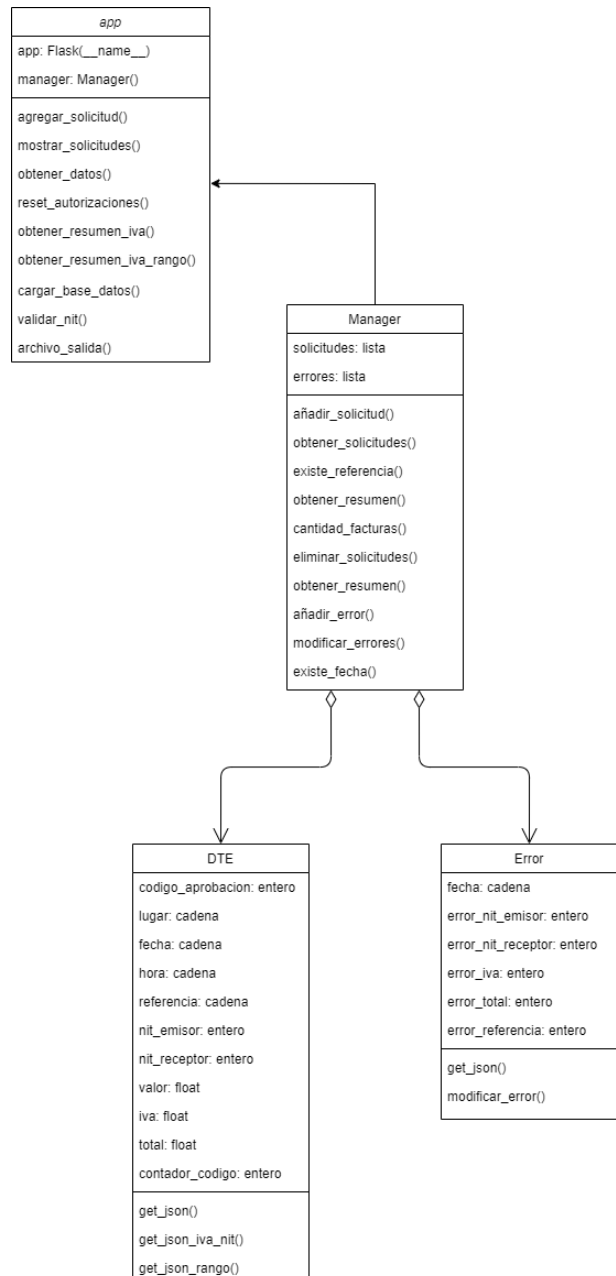 app
app: Flask(__name__)
manager: Manager()
agregar_solicitud()
mostrar_solicitudes()
obtener_datos()
reset_autorizaciones()
obtener_resumen_iva()
obtener_resumen_iva_rango()
cargar_base_datos()
validar_nit()
archivo_salida()
Manager
solicitudes: lista
errores: lista
añadir_solicitud()
obtener_solicitudes()
existe_referencia()
obtener_resumen()
cantidad_facturas()
eliminar_solicitudes()
obtener_resumen()
añadir_error()
modificar_errores()
existe_fecha()
DTE
codigo_aprobacion: entero
lugar: cadena
fecha: cadena
hora: cadena
referencia: cadena
nit_emisor: entero
nit_receptor: entero
valor: float
iva: float
total: float
contador_codigo: entero
get_json()
get_json_iva_nit()
get_json_rango()
Error
fecha: cadena
error_nit_emisor: entero
error_nit_receptor: entero
error_iva: entero
error_total: entero
error_referencia: entero
get_json()
modificar_error()